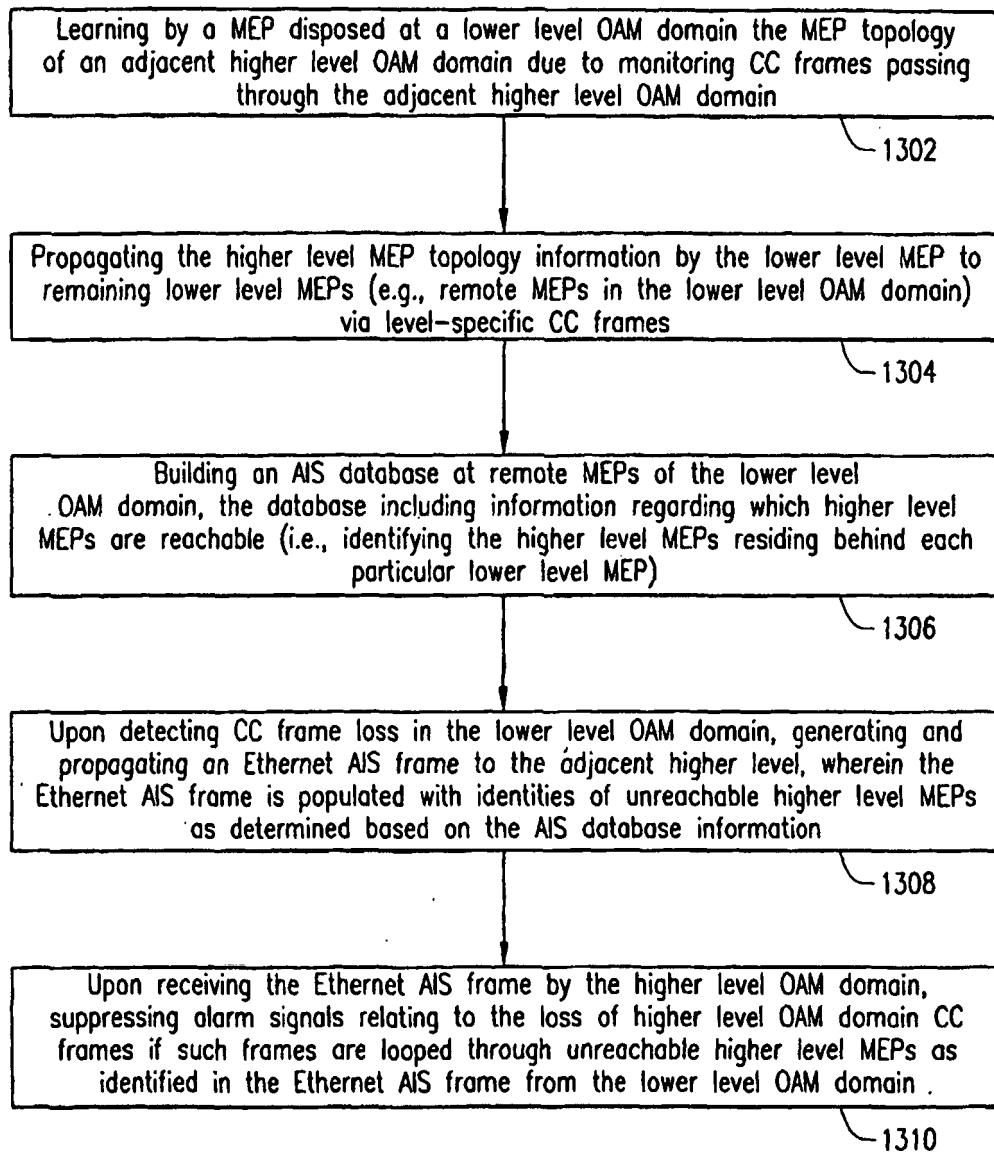 Learning by a MEP disposed at a lower level OAM domain the MEP topology
of an adjacent higher level OAM domain due to monitoring CC frames passing
through the adjacent higher level OAM domain
1302
Propagating the higher level MEP topology information by the lower level MEP to
remaining lower level MEPs (e.g., remote MEPs in the lower level OAM domain)
via level-specific CC frames
1304
Building an AIS database at remote MEPs of the lower level
OAM domain, the database including information regarding which higher level
MEPs are reachable (i.e., identifying the higher level MEPs residing behind each
particular lower level MEP)
1306
Upon detecting CC frame loss in the lower level OAM domain, generating and
propagating an Ethernet AIS frame to the adjacent higher level, wherein the
Ethernet AIS frame is populated with identities of unreachable higher level MEPs
as determined based on the AIS database information
1308
Upon receiving the Ethernet AIS frame by the higher level OAM domain,
suppressing alarm signals relating to the loss of higher level OAM domain CC
frames if such frames are looped through unreachable higher level MEPs as
identified in the Ethernet AIS frame from the lower level OAM domain .
1310